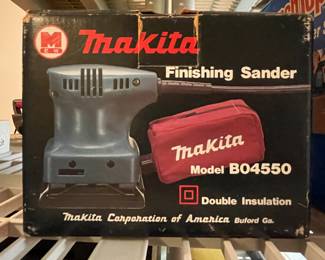 M
makita
Finishing Sander
makita
Model BO4550
Double Insulation
makita Corporation of America Buford Ga.